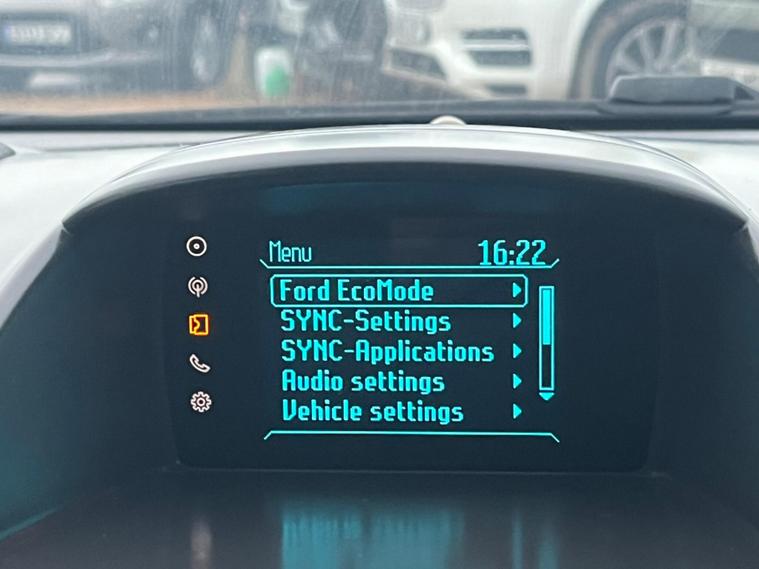 Menu 16:22
Ford EcoMode
SYNC-Settings
SYNC-Applications
Audio settings
Vehicle settings